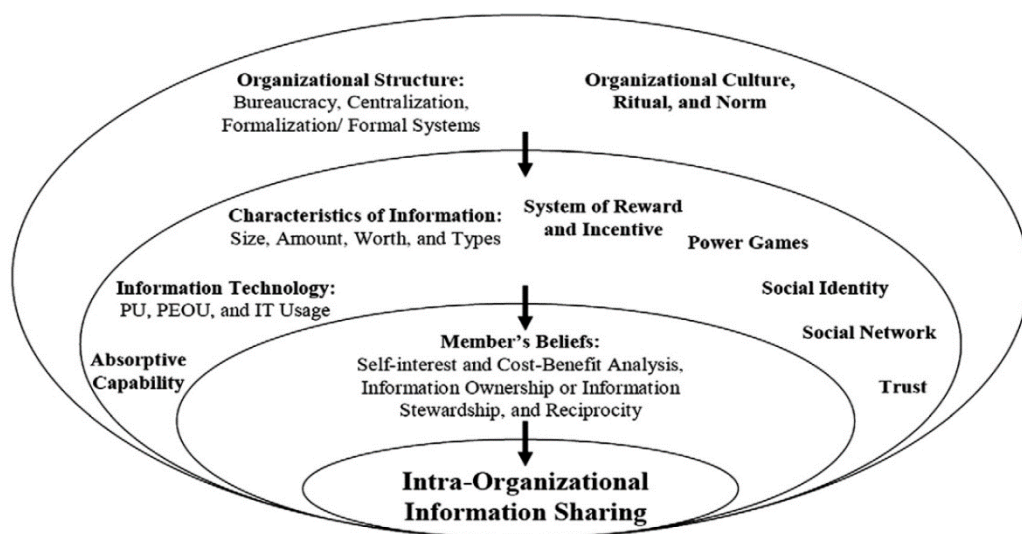 Organizational Structure:
Bureaucracy, Centralization,
Formalization/ Formal Systems
Organizational Culture,
Ritual, and Norm
Characteristics of Information:
Size, Amount, Worth, and Types
System of Reward
and Incentive
Power Games
Information Technology:
PU, PEOU, and IT Usage
Social Identity
Social Network
Absorptive
Capability
Trust
Member's Beliefs:
Self-interest and Cost-Benefit Analysis,
Information Ownership or Information
Stewardship, and Reciprocity
Intra-Organizational
Information Sharing